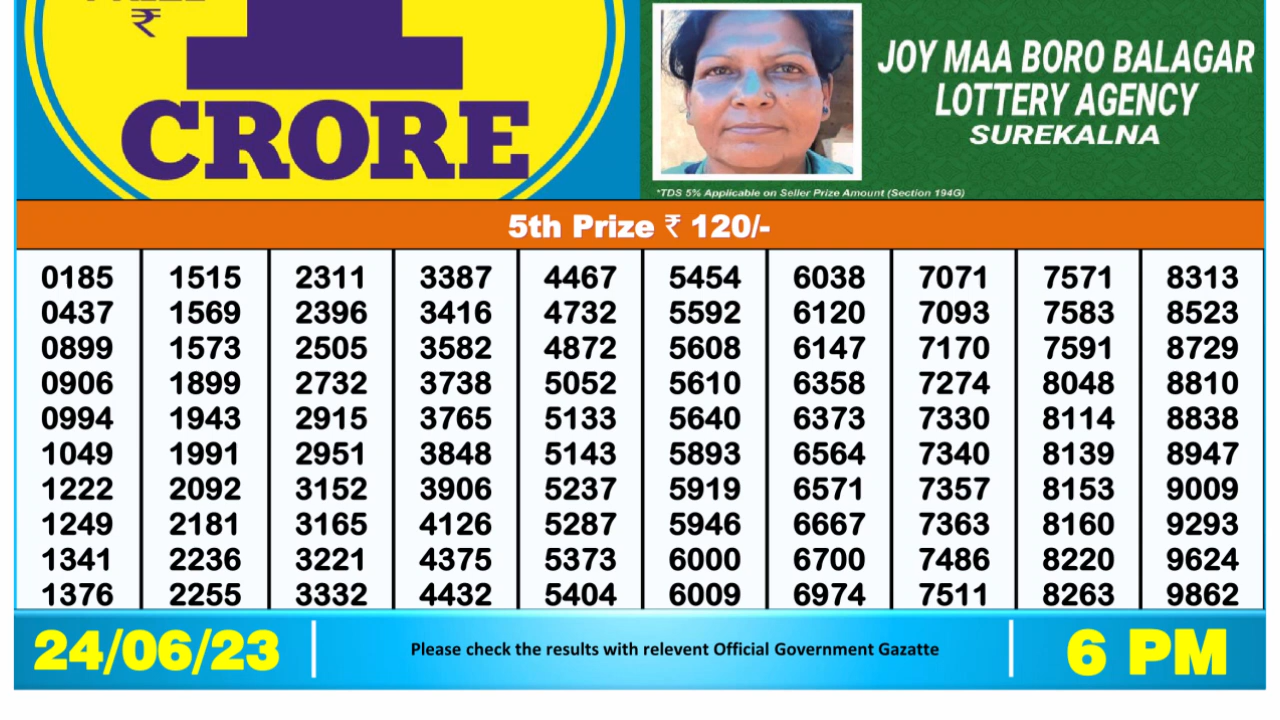 ₹
CRORE
JOY MAA BORO BALAGAR
LOTTERY AGENCY
SUREKALNA
*TDS 5% Applicable on Seller Prize Amount (Section 194G)
5th Prize ₹ 120/-
0185 1515 2311 3387 4467 5454 6038 7071 7571 8313
0437 1569 2396 3416 4732 5592 6120 7093 7583 8523
0899 1573 2505 3582 4872 5608 6147 7170 7591 8729
0906 1899 2732 3738 5052 5610 6358 7274 8048 8810
0994 1943 2915 3765 5133 5640 6373 7330 8114 8838
1049 1991 2951 3848 5143 5893 6564 7340 8139 8947
1222 2092 3152 3906 5237 5919 6571 7357 8153 9009
1249 2181 3165 4126 5287 5946 6667 7363 8160 9293
1341 2236 3221 4375 5373 6000 6700 7486 8220 9624
1376 2255 3332 4432 5404 6009 6974 7511 8263 9862
24/06/23
Please check the results with relevent Official Government Gazatte
6 PM